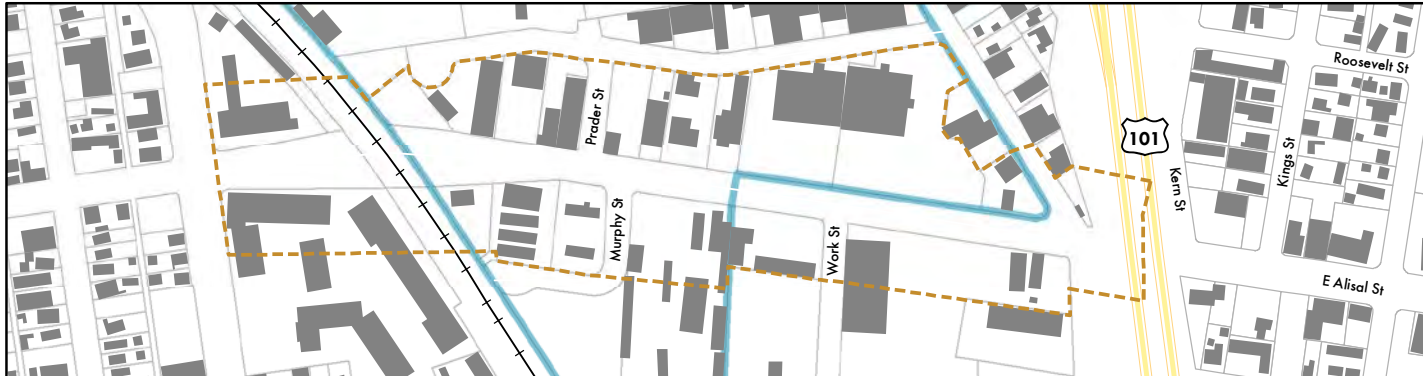 Roosevelt St
Prader St
101
Kings St
Kern St
Murphy St
Work St
E Alisal St